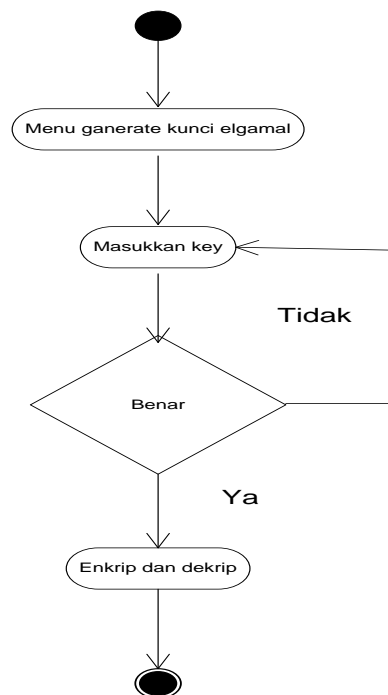 Menu ganerate kunci elgamal
Masukkan key
Tidak
Benar
Ya
Enkrip dan dekrip